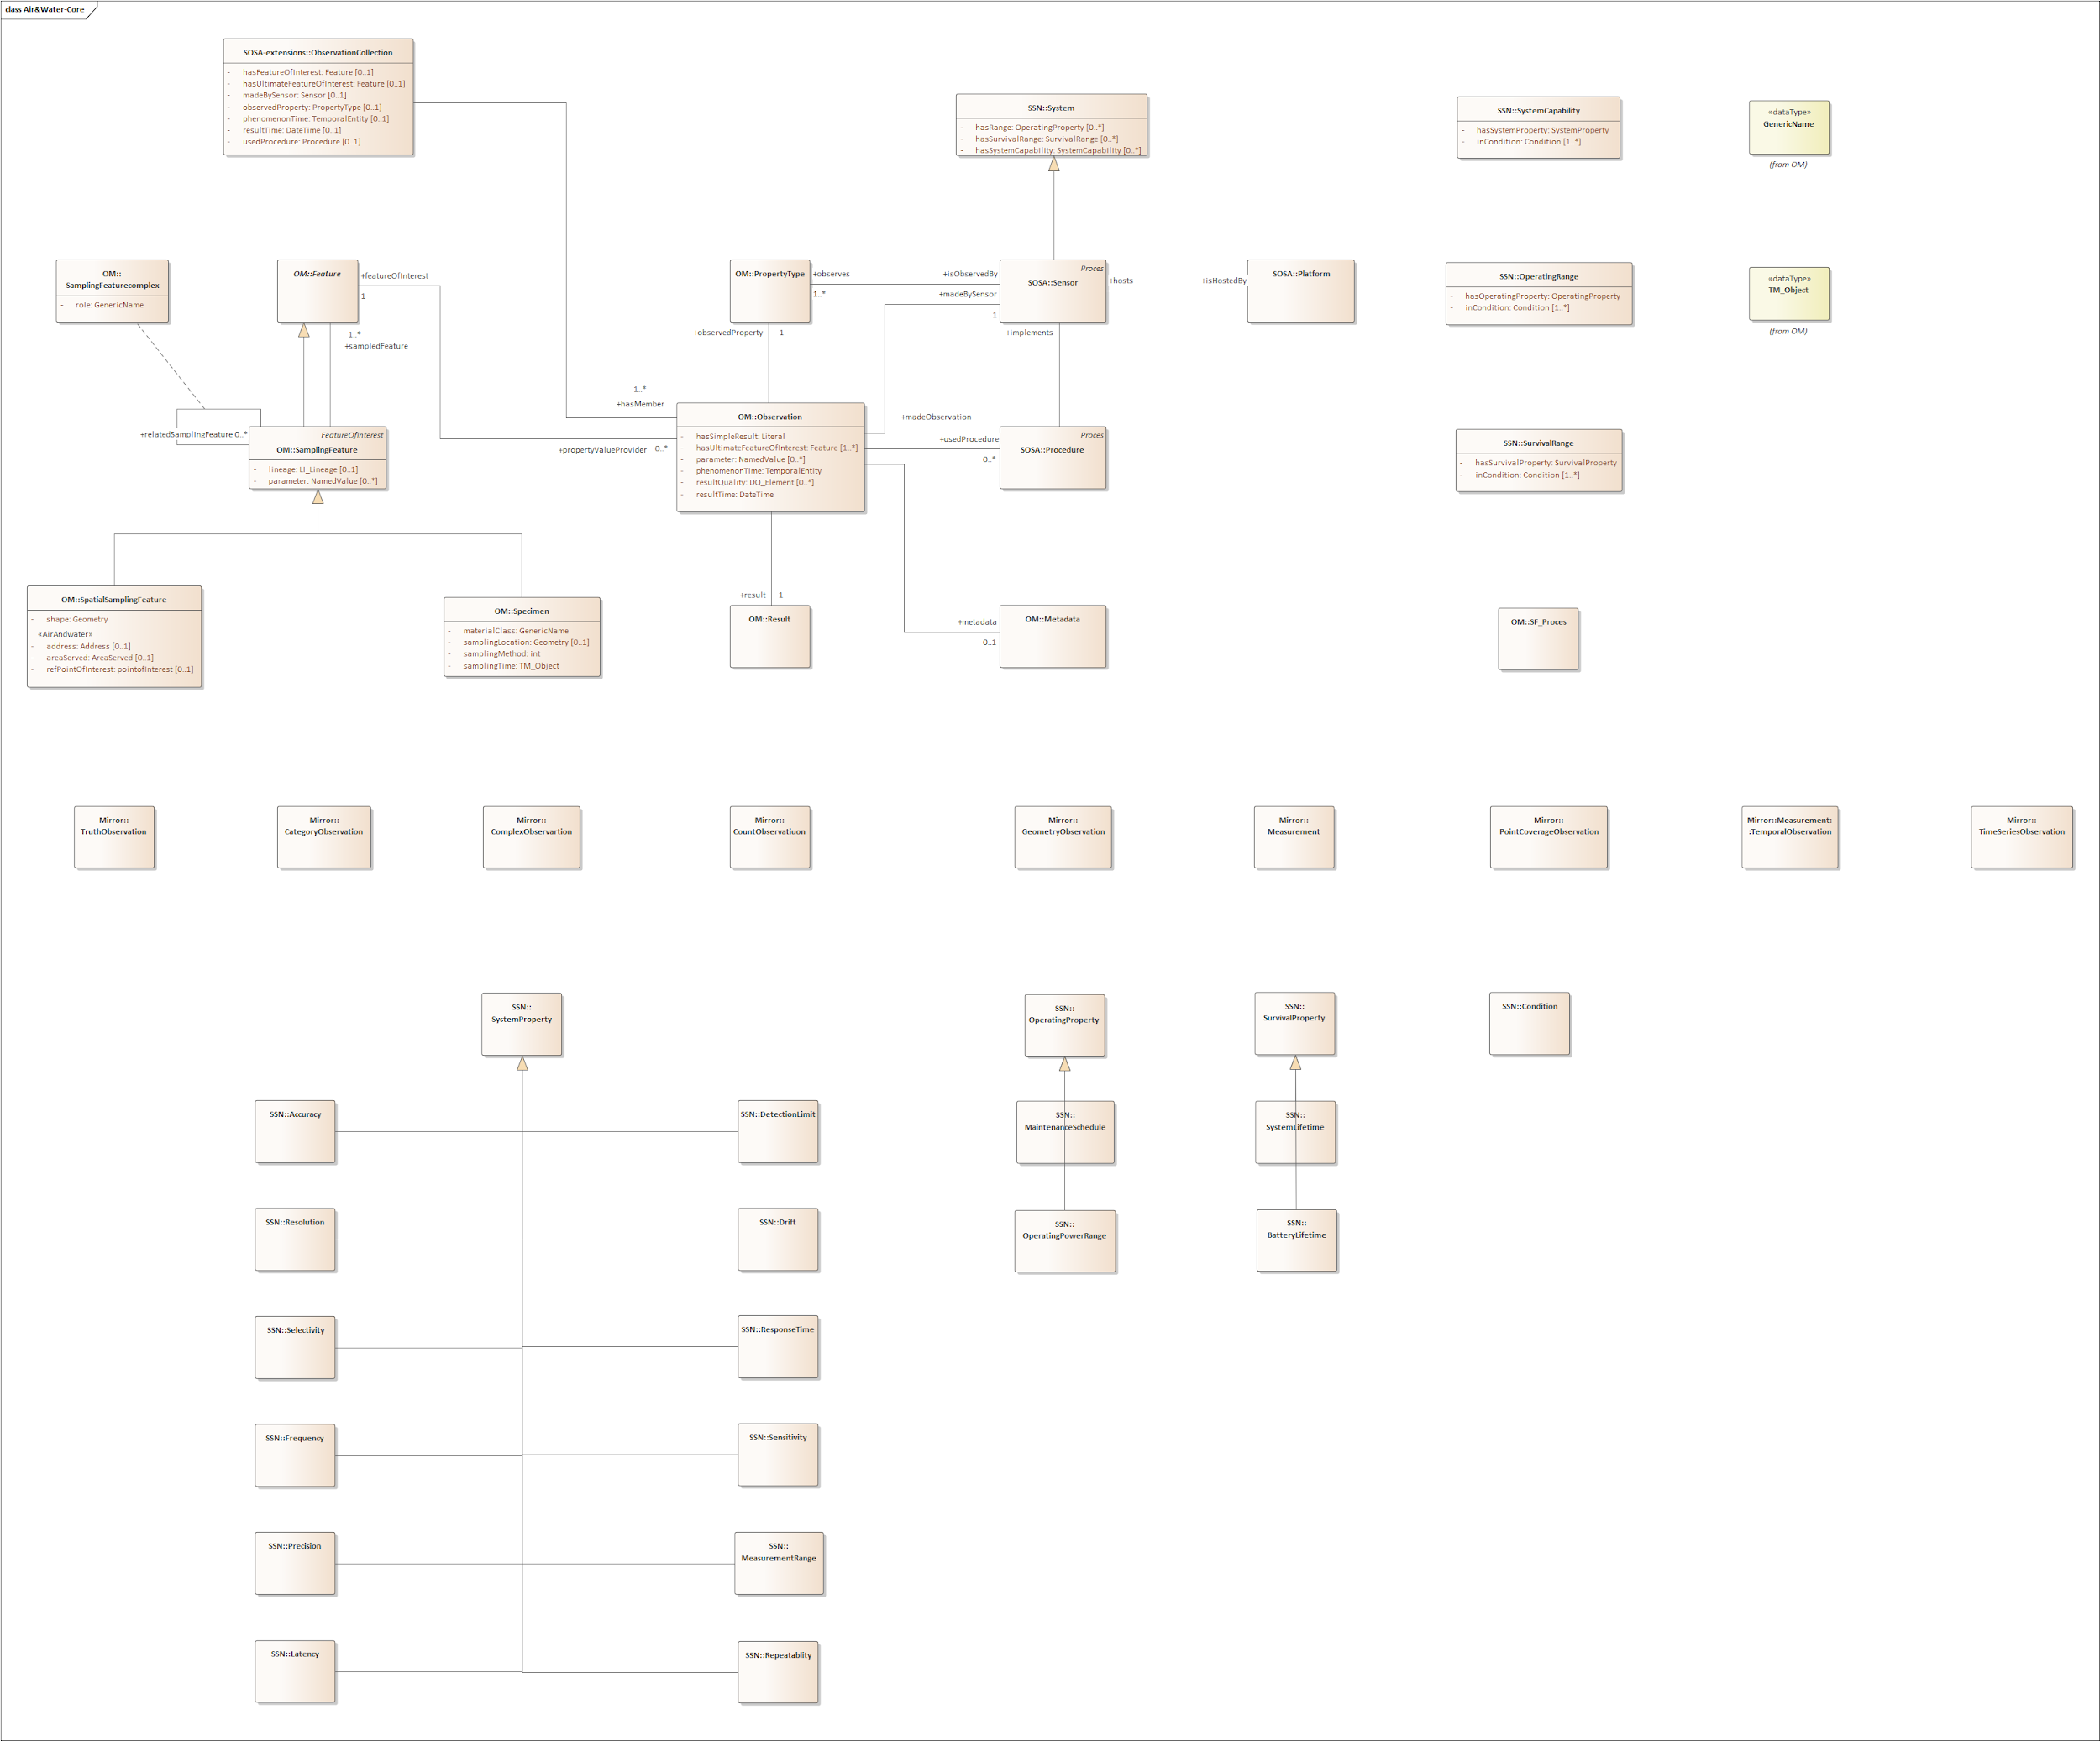 class Air&Water-Core
SOSA-extensions::ObservationCollection
- hasFeatureOfInterest: Feature [0..1]
- hasUltimateFeatureOfInterest: Feature [0..1]
- madeBySensor: Sensor [0..1]
- observedProperty: PropertyType [0..1]
- phenomenonTime: TemporalEntity [0..1]
- resultTime: DateTime [0..1]
- usedProcedure: Procedure [0..1]
SSN::System
- hasRange: OperatingProperty [0..*]
- hasSurvivalRange: SurvivalRange [0..*]
- hasSystemCapability: SystemCapability [0..*]
SSN::SystemCapability
- hasSystemProperty: SystemProperty
- inCondition: Condition [1..*]
«dataType»
GenericName
(from OM)
OM::
SamplingFeaturecomplex
- role: GenericName
OM::Feature
+featureOfInterest
1
1..*
+sampledFeature
OM::PropertyType
+observes
1..*
+isObservedBy
+madeBySensor
1
Proces
SOSA::Sensor
+hosts
+isHostedBy
SOSA::Platform
SSN::OperatingRange
- hasOperatingProperty: OperatingProperty
- inCondition: Condition [1..*]
«dataType»
TM_Object
(from OM)
+observedProperty
1
+implements
1..*
+hasMember
+relatedSamplingFeature 0..*
FeatureOfInterest
OM::SamplingFeature
- lineage: LI_Lineage [0..1]
- parameter: NamedValue [0..*]
+propertyValueProvider
0..*
OM::Observation
- hasSimpleResult: Literal
- hasUltimateFeatureOfInterest: Feature [1..*]
- parameter: NamedValue [0..*]
- phenomenonTime: TemporalEntity
- resultQuality: DQ_Element [0..*]
- resultTime: DateTime
+madeObservation
+usedProcedure
0..*
Proces
SOSA::Procedure
SSN::SurvivalRange
- hasSurvivalProperty: SurvivalProperty
- inCondition: Condition [1..*]
OM::SpatialSamplingFeature
- shape: Geometry
«AirAndwater»
- address: Address [0..1]
- areaServed: AreaServed [0..1]
- refPointOfInterest: pointofInterest [0..1]
OM::Specimen
- materialClass: GenericName
- samplingLocation: Geometry [0..1]
- samplingMethod: int
- samplingTime: TM_Object
+result
1
OM::Result
+metadata
0..1
OM::Metadata
OM::SF_Proces
Mirror::
TruthObservation
Mirror::
CategoryObservation
Mirror::
ComplexObservartion
Mirror::
CountObservatiuon
Mirror::
GeometryObservation
Mirror::
Measurement
Mirror::
PointCoverageObservation
Mirror::Measurement:
:TemporalObservation
Mirror::
TimeSeriesObservation
SSN::
SystemProperty
SSN::
OperatingProperty
SSN::
SurvivalProperty
SSN::Condition
SSN::Accuracy
SSN::DetectionLimit
SSN::
MaintenanceSchedule
SSN::
SystemLifetime
SSN::Resolution
SSN::Drift
SSN::
OperatingPowerRange
SSN::
BatteryLifetime
SSN::Selectivity
SSN::ResponseTime
SSN::Frequency
SSN::Sensitivity
SSN::Precision
SSN::
MeasurementRange
SSN::Latency
SSN::Repeatablity